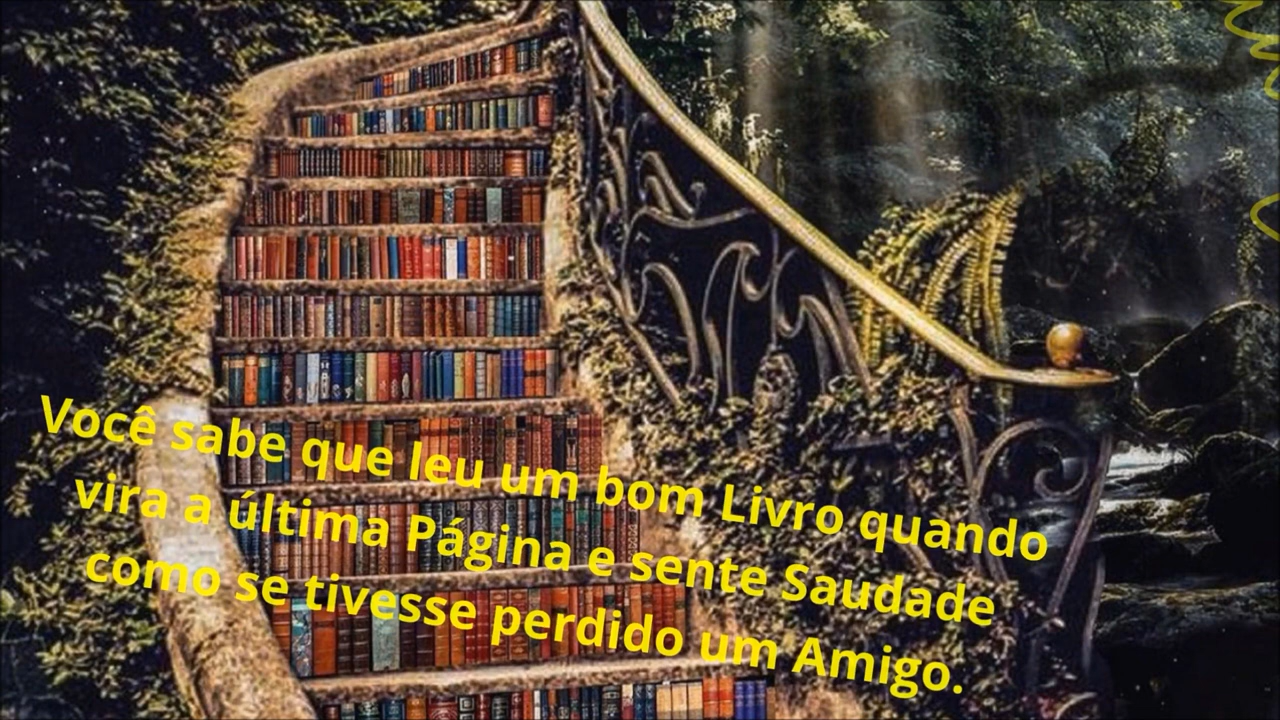 Você sabe que leu um bom Livro quando
vira a última Página e sente Saudade
como se tivesse perdido um Amigo.